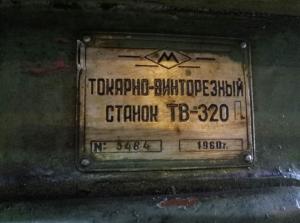 М
ТОКАРНО-ВИНТОРЕЗНЫЙ
СТАНОК ТВ-320 П
№: 5484 1960г.